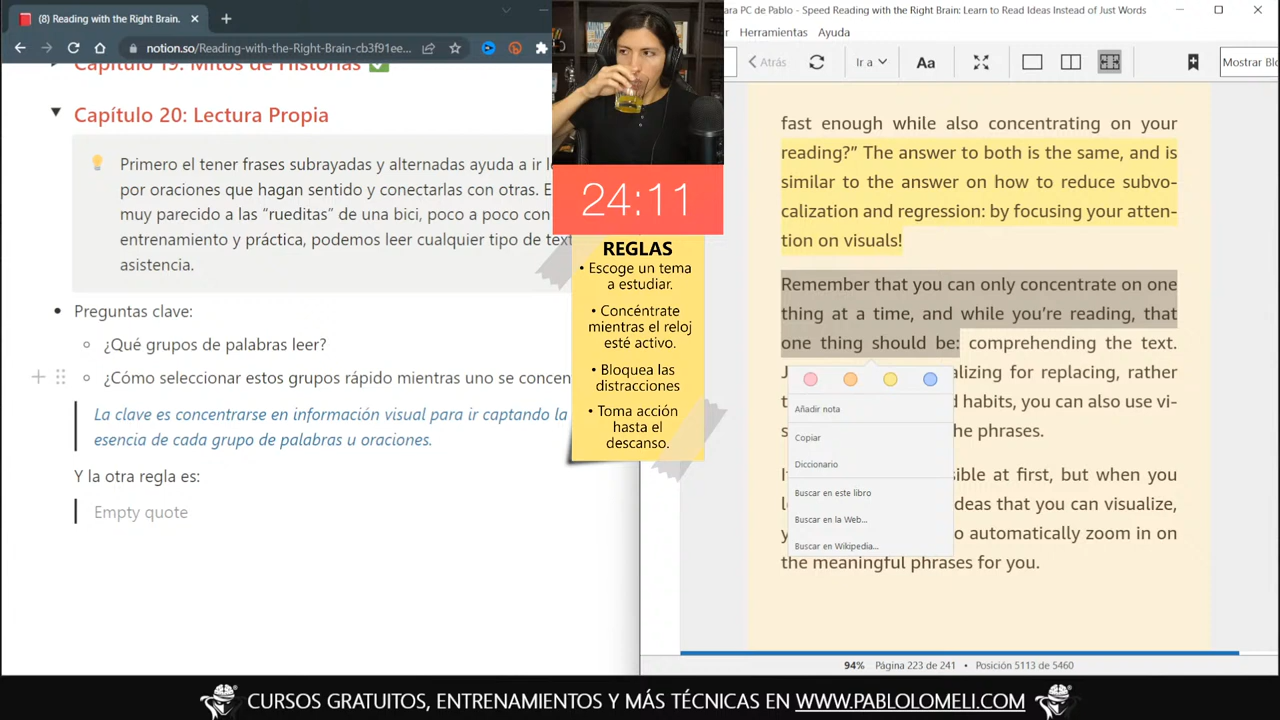 (8) Reading with the Right Brain.
notion.so/Reading-with-the-Right-Brain-cb3f91ee...
Capítulo 19: Mitos de Historias
Capítulo 20: Lectura Propia
Primero el tener frases subrayadas y alternadas ayuda a ir
por oraciones que hagan sentido y conectarlas con otras.
muy parecido a las “rueditas” de una bici, poco a poco con
entrenamiento y práctica, podemos leer cualquier tipo de
asistencia.
Preguntas clave:
¿Qué grupos de palabras leer?
¿Cómo seleccionar estos grupos rápido mientras uno se
La clave es concentrarse en información visual para ir captando la
esencia de cada grupo de palabras u oraciones.
Y la otra regla es:
Empty quote
24:11
REGLAS
• Escoge un tema
a estudiar.
• Concéntrate
mientras el reloj
esté activo.
• Bloquea las
distracciones
• Toma acción
hasta el
descanso.
PC de Pablo - Speed Reading with the Right Brain: Learn to Read Ideas Instead of Just Words
Herramientas Ayuda
Atrás
Ir a
Aa
Mostrar
fast enough while also concentrating on your
reading?” The answer to both is the same, and is
similar to the answer on how to reduce subvo-
calization and regression: by focusing your atten-
tion on visuals!
Remember that you can only concentrate on one
thing at a time, and while you’re reading, that
one thing should be: comprehending the text.
alizing for replacing, rather
habits, you can also use vi-
he phrases.
ible at first, but when you
deas that you can visualize,
o automatically zoom in on
the meaningful phrases for you.
Añadir nota
Copiar
Diccionario
Buscar en este libro
Buscar en la Web...
Buscar en Wikipedia...
94% Página 223 de 241 • Posición 5113 de 5460
CURSOS GRATUITOS, ENTRENAMIENTOS Y MÁS TÉCNICAS EN WWW.PABLOLOMELI.COM